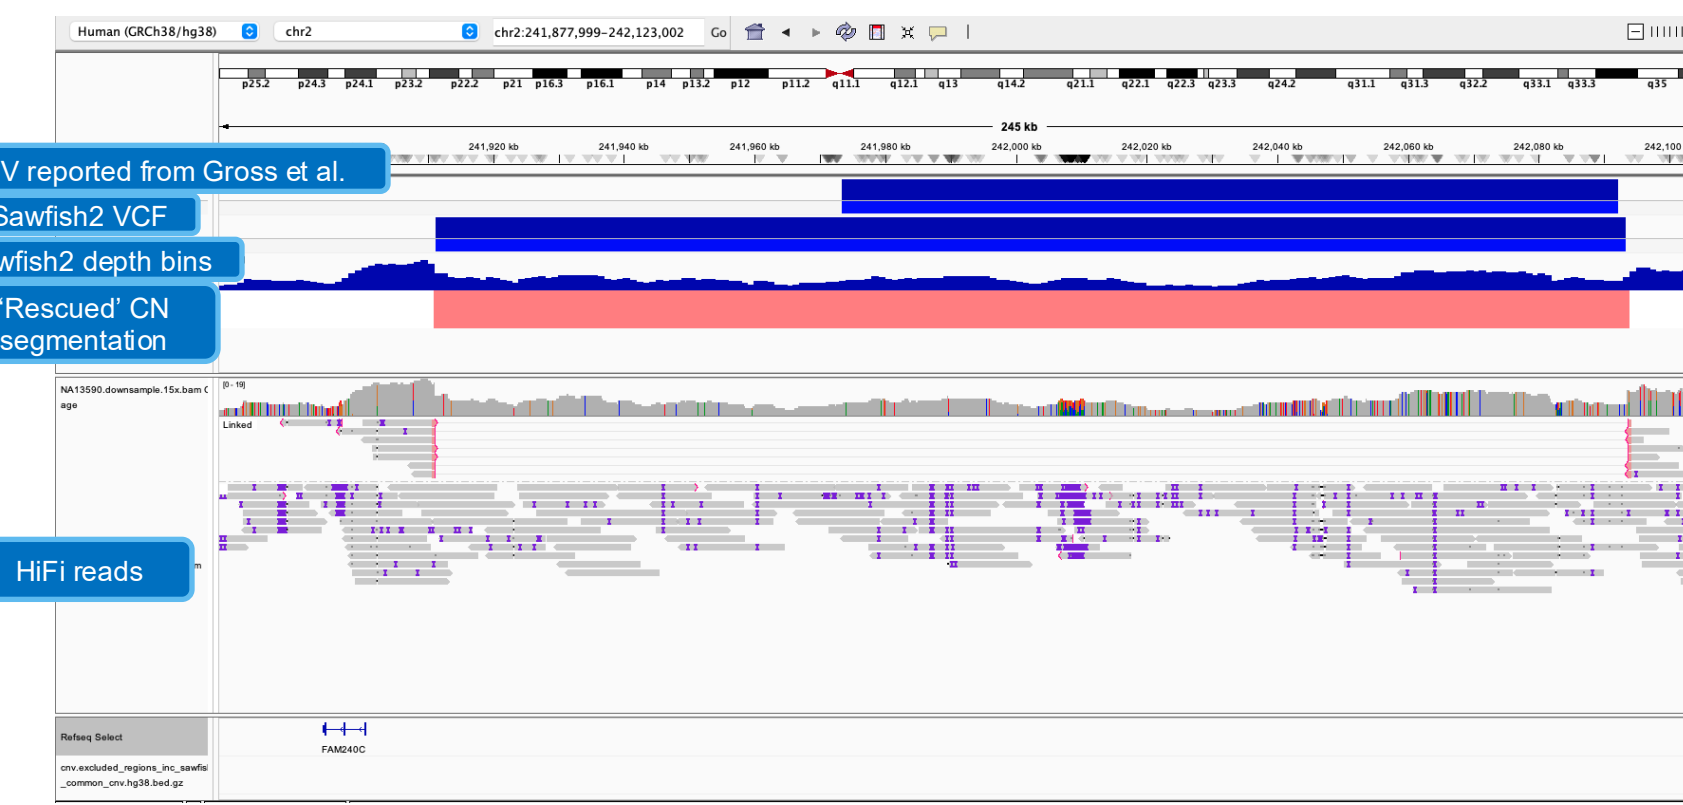 Human (GRCh38/hg38)
chr2
chr2:241,877,999-242,123,002
Go
p25.2 p24.3 p24.1 p23.2 p22.2 p21 p16.3 p16.1 p14 p13.2 p12 p11.2 q11.1 q12.1 q13 q14.2 q21.1 q22.1 q22.3 q23.3 q24.2 q31.1 q31.3 q32.2 q33.1 q33.3 q35
245 kb
241,920 kb 241,940 kb 241,960 kb 241,980 kb 242,000 kb 242,020 kb 242,040 kb 242,060 kb 242,080 kb 242,100
V reported from Gross et al.
Sawfish2 VCF
wfish2 depth bins
‘Rescued’ CN
segmentation
NA13590.downsample.15x.bam C
age
[0 - 19]
Linked
HiFi reads
m
Refseq Select
FAM240C
cnv.excluded_regions_inc_sawfis
_common_cnv.hg38.bed.gz